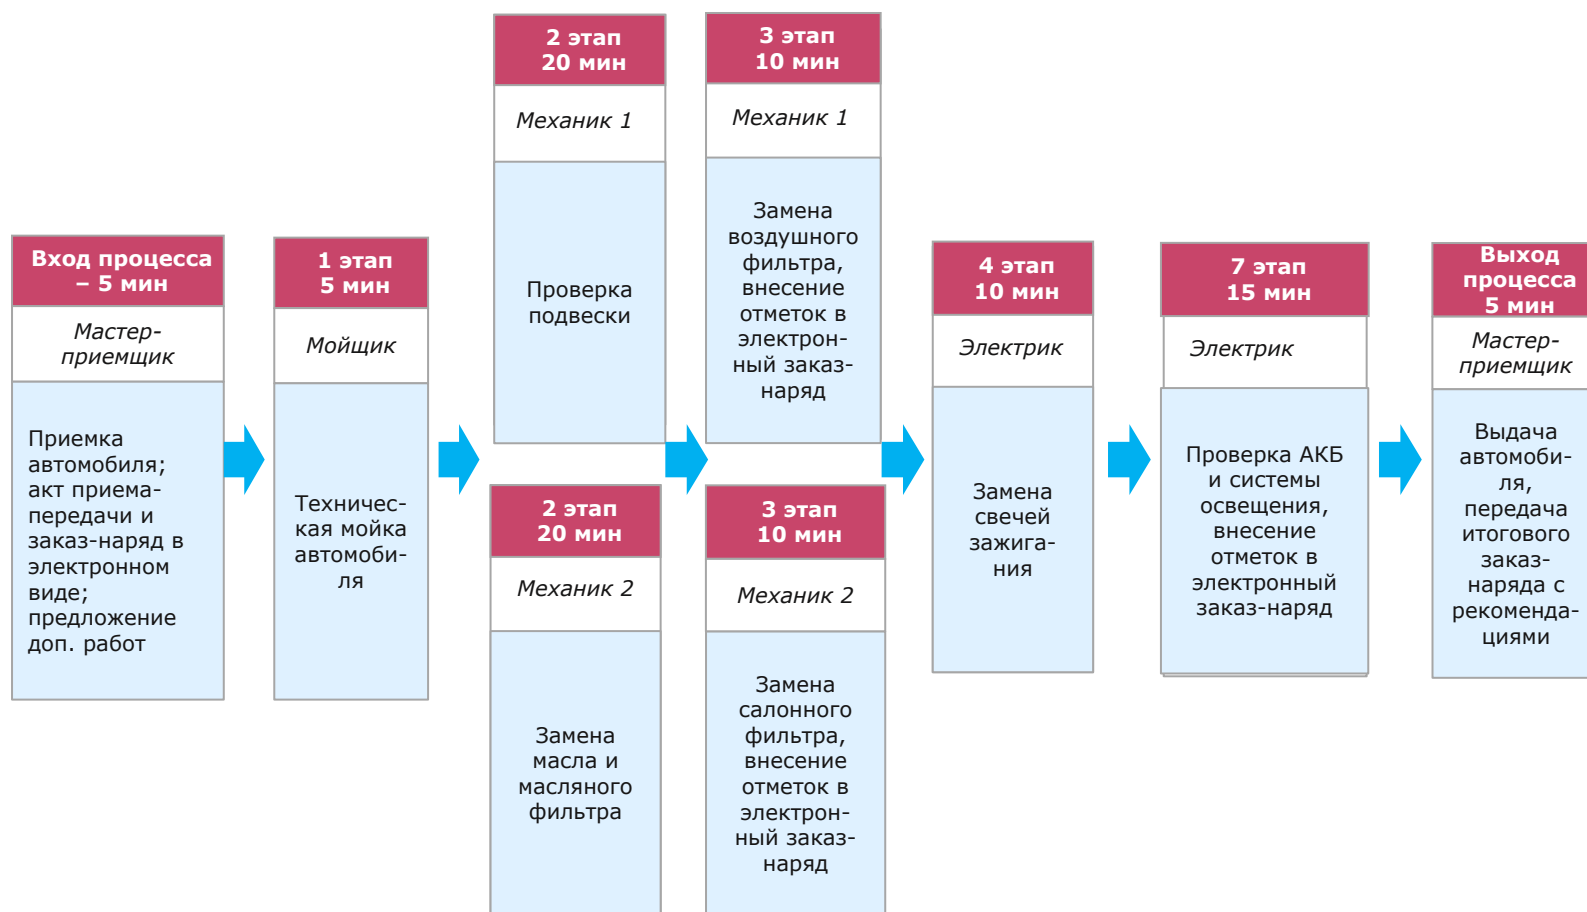 Вход процесса
– 5 мин
Мастер-
приемщик
Приемка
автомобиля;
акт приема-
передачи и
заказ-наряд в
электронном
виде;
предложение
доп. работ
1 этап
5 мин
Мойщик
Техничес-
кая мойка
автомоби-
ля
2 этап
20 мин
Механик 1
Проверка
подвески
2 этап
20 мин
Механик 2
Замена
масла и
масляного
фильтра
3 этап
10 мин
Механик 1
Замена
воздушного
фильтра,
внесение
отметок в
электрон-
ный заказ-
наряд
3 этап
10 мин
Механик 2
Замена
салонного
фильтра,
внесение
отметок в
электрон-
ный заказ-
наряд
4 этап
10 мин
Электрик
Замена
свечей
зажига-
ния
7 этап
15 мин
Электрик
Проверка АКБ
и системы
освещения,
внесение
отметок в
электронный
заказ-наряд
Выход
процесса
5 мин
Мастер-
приемщик
Выдача
автомоби-
ля,
передача
итогового
заказ-
наряда с
рекоменда-
циями